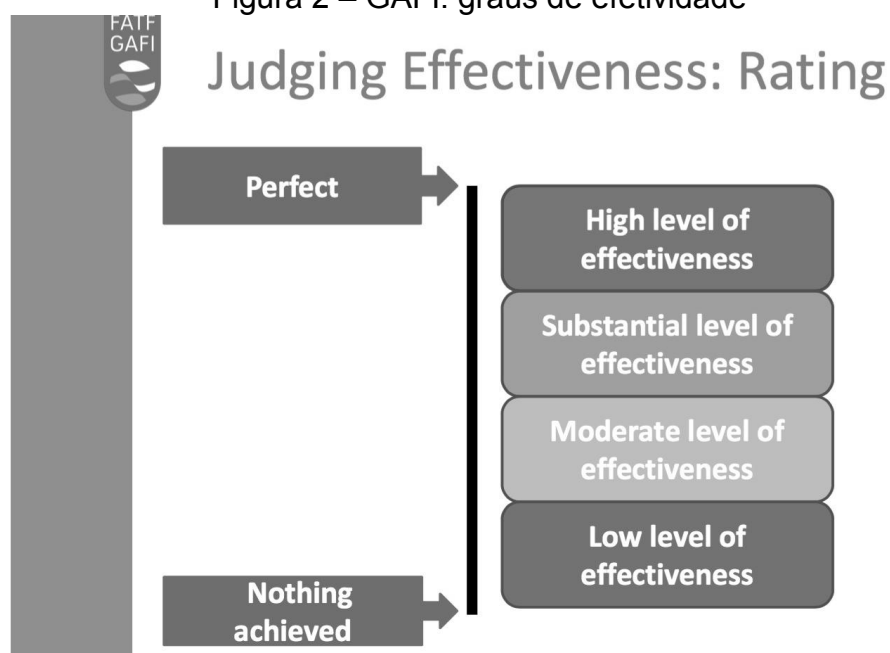 Figura 2 – GAFI: graus de efetividade
FATF
GAFI
Judging Effectiveness: Rating
Perfect
High level of
effectiveness
Substantial level of
effectiveness
Moderate level of
effectiveness
Low level of
effectiveness
Nothing
achieved